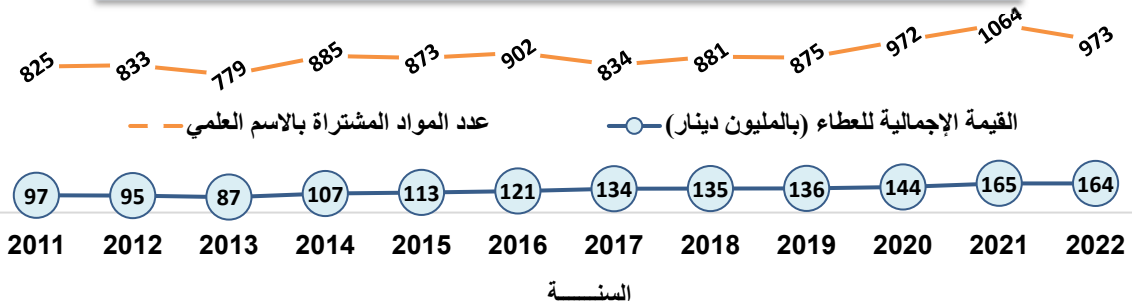 825 833 779 885 873 902 834 881 875 972 1064 973
القيمة الإجمالية للعطاء (بالمليون دينار) عدد المواد المشتراة بالاسم العلمي
97 95 87 107 113 121 134 135 136 144 165 164
2011 2012 2013 2014 2015 2016 2017 2018 2019 2020 2021 2022
السنـــــــة